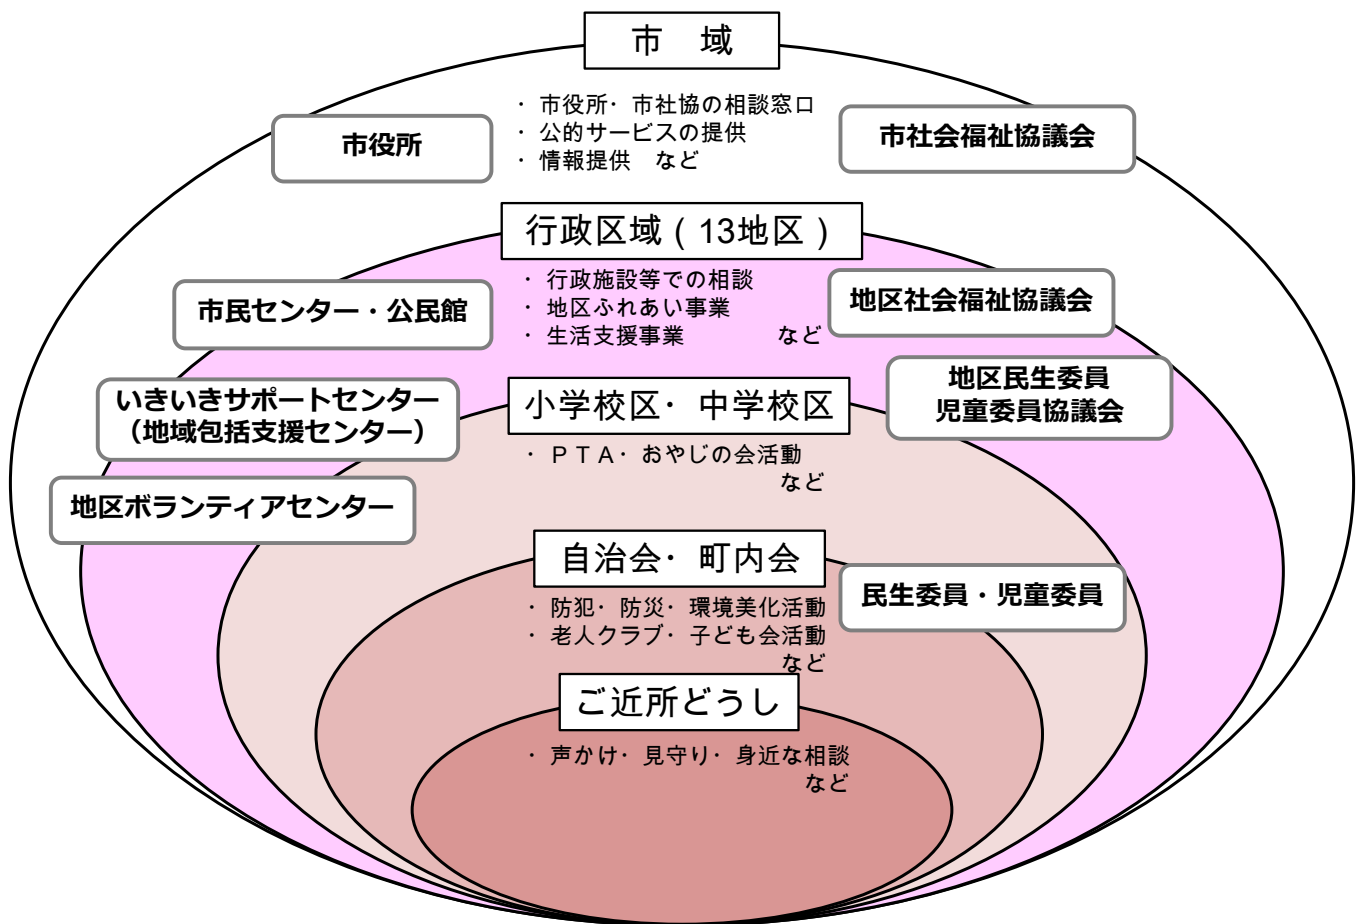 市　域
・ 市役所・ 市社協の相談窓口
・ 公的サービスの提供
・ 情報提供　など
市役所
市社会福祉協議会
行政区域 ( 13地区 )
・ 行政施設等での相談
・ 地区ふれあい事業
・ 生活支援事業　　　　など
市民センター・公民館
地区社会福祉協議会
いきいきサポートセンター
（地域包括支援センター）
地区民生委員
児童委員協議会
地区ボランティアセンター
小学校区・ 中学校区
・ ＰＴＡ・ おやじの会活動
など
自治会・ 町内会
・ 防犯・ 防災・ 環境美化活動
・ 老人クラブ・ 子ども会活動
など
民生委員・児童委員
ご近所どうし
・ 声かけ・ 見守り・ 身近な相談
など